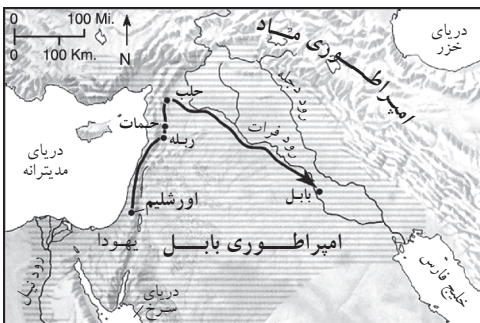 0 100 Mi.
0 100 Km.
N
امپراطوری ماد
دریای
خزر
حلب
حمات
ربله
رود دجله
رود فرات
دریای
مدیترانه
اورشلیم
بابل
یهودا
امپراطوری بابل
رود نیل
دریای
سرخ
خلیج فارس